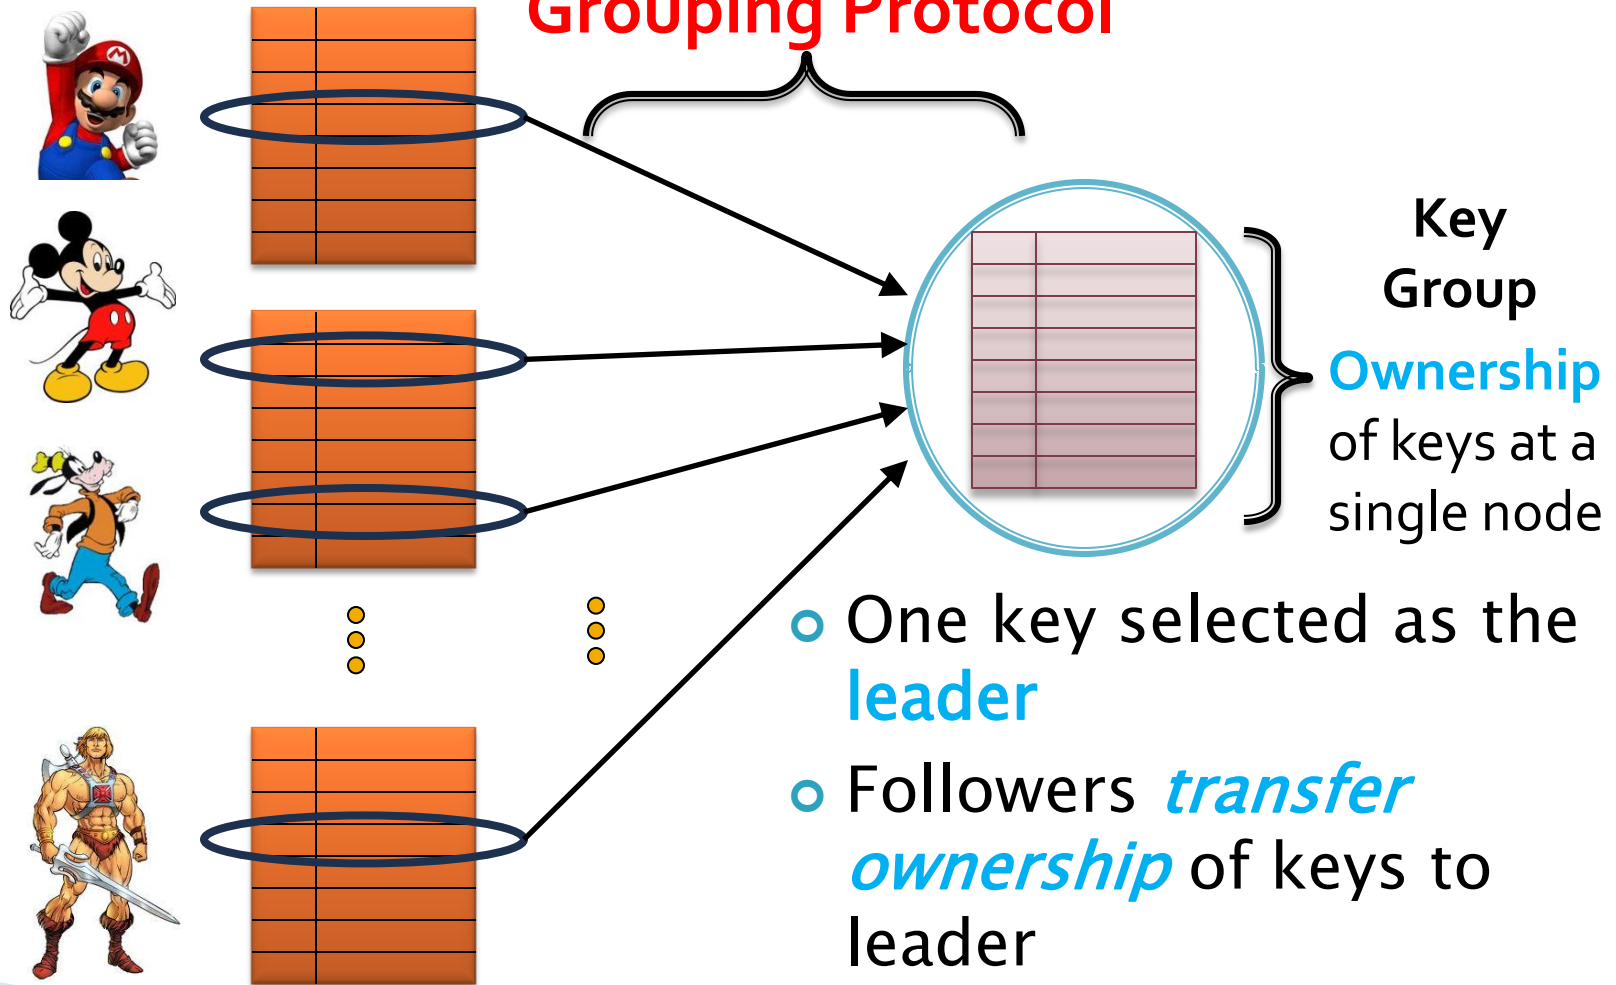 Grouping Protocol
Key
Group
Ownership
of keys at a
single node
One key selected as the
leader
Followers transfer
ownership of keys to
leader